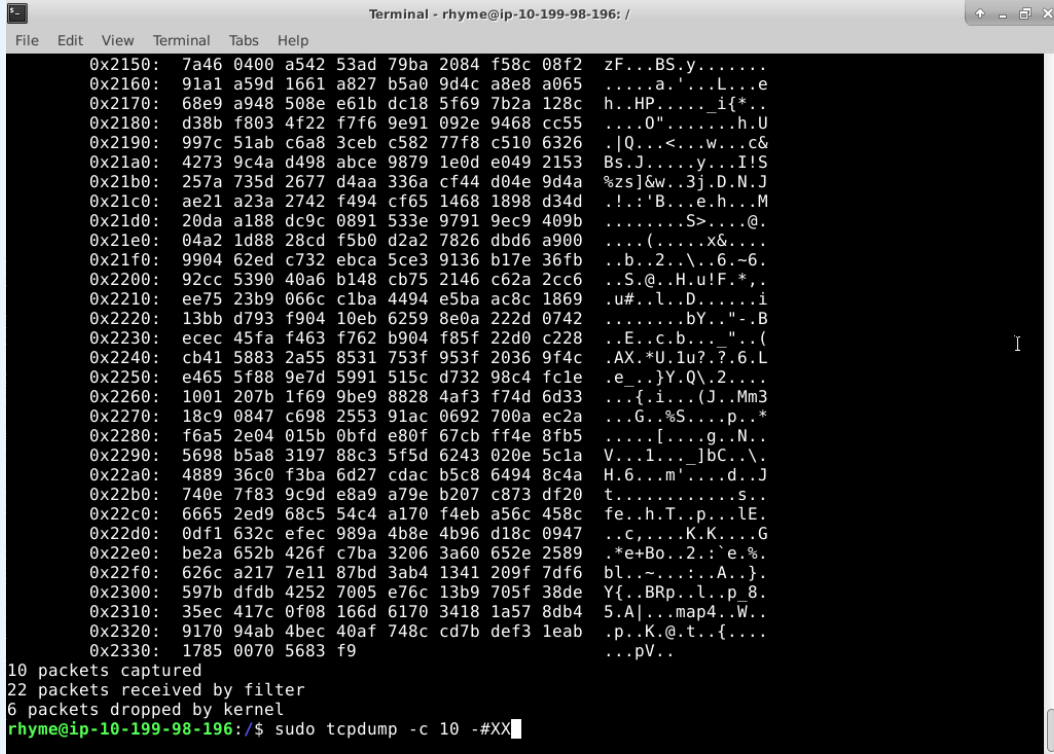 Terminal - rhyme@ip-10-199-98-196: /
File Edit View Terminal Tabs Help
0x2150: 7a46 0400 a542 53ad 79ba 2084 f58c 08f2 zF...BS.y.......
0x2160: 91a1 a59d 1661 a827 b5a0 9d4c a8e8 a065 .....a.'...L...e
0x2170: 68e9 a948 508e e61b dc18 5f69 7b2a 128c h..HP....._i{*..
0x2180: d38b f803 4f22 f7f6 9e91 092e 9468 cc55 ....O".......h.U
0x2190: 997c 51ab c6a8 3ceb c582 77f8 c510 6326 .|Q...<...w...c&
0x21a0: 4273 9c4a d498 abce 9879 1e0d e049 2153 Bs.J.....y...I!S
0x21b0: 257a 735d 2677 d4aa 336a cf44 d04e 9d4a %zs]&w..3j.D.N.J
0x21c0: ae21 a23a 2742 f494 cf65 1468 1898 d34d .!.:'B...e.h...M
0x21d0: 20da a188 dc9c 0891 533e 9791 9ec9 409b ........S>....@.
0x21e0: 04a2 1d88 28cd f5b0 d2a2 7826 dbd6 a900 ....(.....x&....
0x21f0: 9904 62ed c732 ebca 5ce3 9136 b17e 36fb ..b..2..\..6.~6.
0x2200: 92cc 5390 40a6 b148 cb75 2146 c62a 2cc6 ..S.@..H.u!F.*,.
0x2210: ee75 23b9 066c c1ba 4494 e5ba ac8c 1869 .u#..l..D......i
0x2220: 13bb d793 f904 10eb 6259 8e0a 222d 0742 ........bY.."-.B
0x2230: ecec 45fa f463 f762 b904 f85f 22d0 c228 ..E..c.b..._"..(
0x2240: cb41 5883 2a55 8531 753f 953f 2036 9f4c .AX.*U.1u?.?.6.L
0x2250: e465 5f88 9e7d 5991 515c d732 98c4 fc1e .e_..}Y.Q\.2....
0x2260: 1001 207b 1f69 9be9 8828 4af3 f74d 6d33 ...{.i...(J..Mm3
0x2270: 18c9 0847 c698 2553 91ac 0692 700a ec2a ...G..%S....p..*
0x2280: f6a5 2e04 015b 0bfd e80f 67cb ff4e 8fb5 .....[....g..N..
0x2290: 5698 b5a8 3197 88c3 5f5d 6243 020e 5c1a V...1..._]bC..\.
0x22a0: 4889 36c0 f3ba 6d27 cdac b5c8 6494 8c4a H.6...m'....d..J
0x22b0: 740e 7f83 9c9d e8a9 a79e b207 c873 df20 t............s..
0x22c0: 6665 2ed9 68c5 54c4 a170 f4eb a56c 458c fe..h.T..p...lE.
0x22d0: 0df1 632c efec 989a 4b8e 4b96 d18c 0947 ..c,....K.K....G
0x22e0: be2a 652b 426f c7ba 3206 3a60 652e 2589 .*e+Bo..2.:`e.%.
0x22f0: 626c a217 7e11 87bd 3ab4 1341 209f 7df6 bl..~...:..A..}.
0x2300: 597b dfdb 4252 7005 e76c 13b9 705f 38de Y{..BRp..l..p_8.
0x2310: 35ec 417c 0f08 166d 6170 3418 1a57 8db4 5.A|...map4..W..
0x2320: 9170 94ab 4bec 40af 748c cd7b def3 1eab .p..K.@.t..{....
0x2330: 1785 0070 5683 f9 ...pV..
10 packets captured
22 packets received by filter
6 packets dropped by kernel
rhyme@ip-10-199-98-196:/$ sudo tcpdump -c 10 -#XX